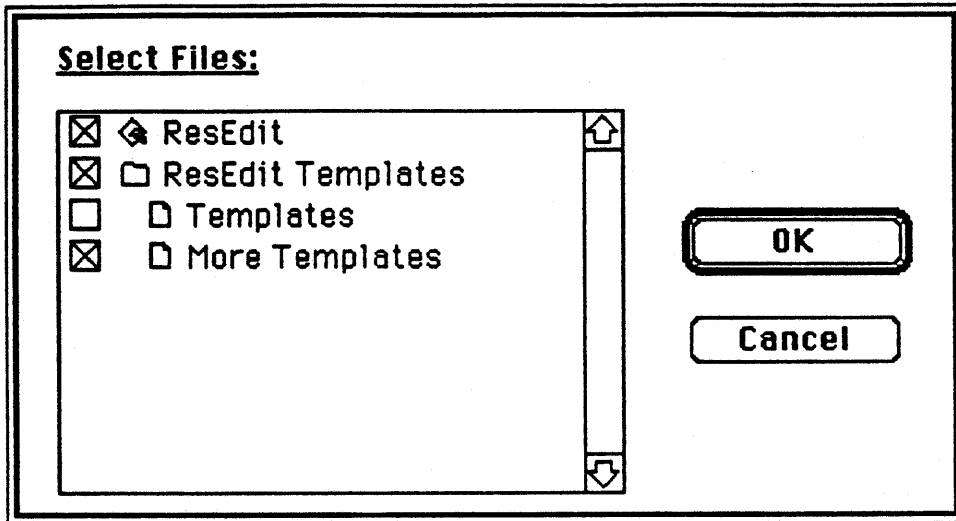 Select Files:
ResEdit
ResEdit Templates
Templates
More Templates
OK
Cancel